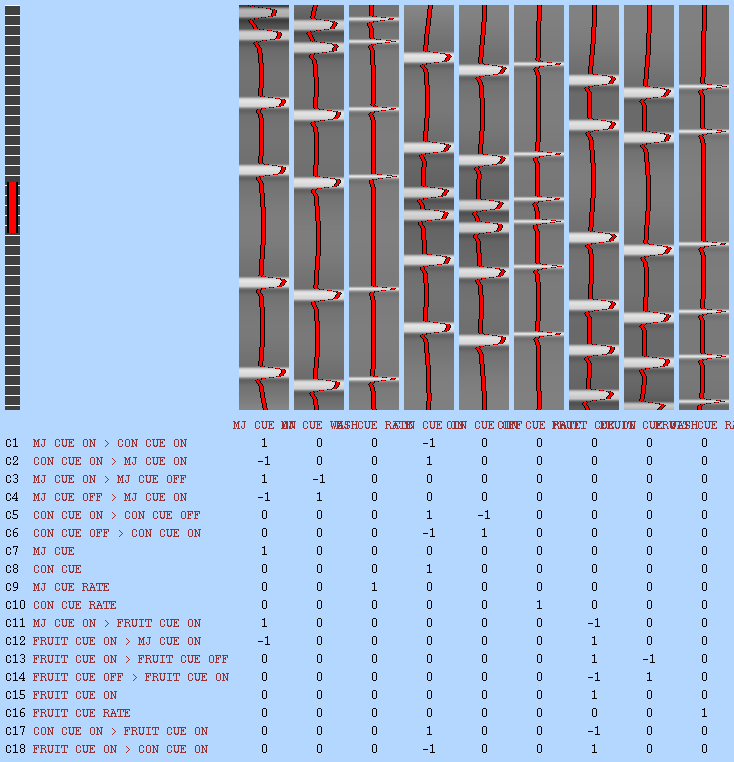 MJ CUE CUE RATE CUE CUE CUE CUE
C1 MJ CUE ON > CON CUE ON 1 0 0 -1 0 0 0 0 0
C2 CON CUE ON > MJ CUE ON -1 0 0 1 0 0 0 0 0
C3 MJ CUE ON > MJ CUE OFF 1 -1 0 0 0 0 0 0 0
C4 MJ CUE OFF > MJ CUE ON -1 1 0 0 0 0 0 0 0
C5 CON CUE ON > CON CUE OFF 0 0 0 1 -1 0 0 0 0
C6 CON CUE OFF > CON CUE ON 0 0 0 -1 1 0 0 0 0
C7 MJ CUE 1 0 0 0 0 0 0 0 0
C8 CON CUE 0 0 0 1 0 0 0 0 0
C9 MJ CUE RATE 0 0 1 0 0 0 0 0 0
C10 CON CUE RATE 0 0 0 0 0 1 0 0 0
C11 MJ CUE ON > FRUIT CUE ON 1 0 0 0 0 0 -1 0 0
C12 FRUIT CUE ON > MJ CUE ON -1 0 0 0 0 0 1 0 0
C13 FRUIT CUE ON > FRUIT CUE OFF 0 0 0 0 0 0 1 -1 0
C14 FRUIT CUE OFF > FRUIT CUE ON 0 0 0 0 0 0 -1 1 0
C15 FRUIT CUE ON 0 0 0 0 0 0 1 0 0
C16 FRUIT CUE RATE 0 0 0 0 0 0 0 0 1
C17 CON CUE ON > FRUIT CUE ON 0 0 0 1 0 0 -1 0 0
C18 FRUIT CUE ON > CON CUE ON 0 0 0 -1 0 0 1 0 0